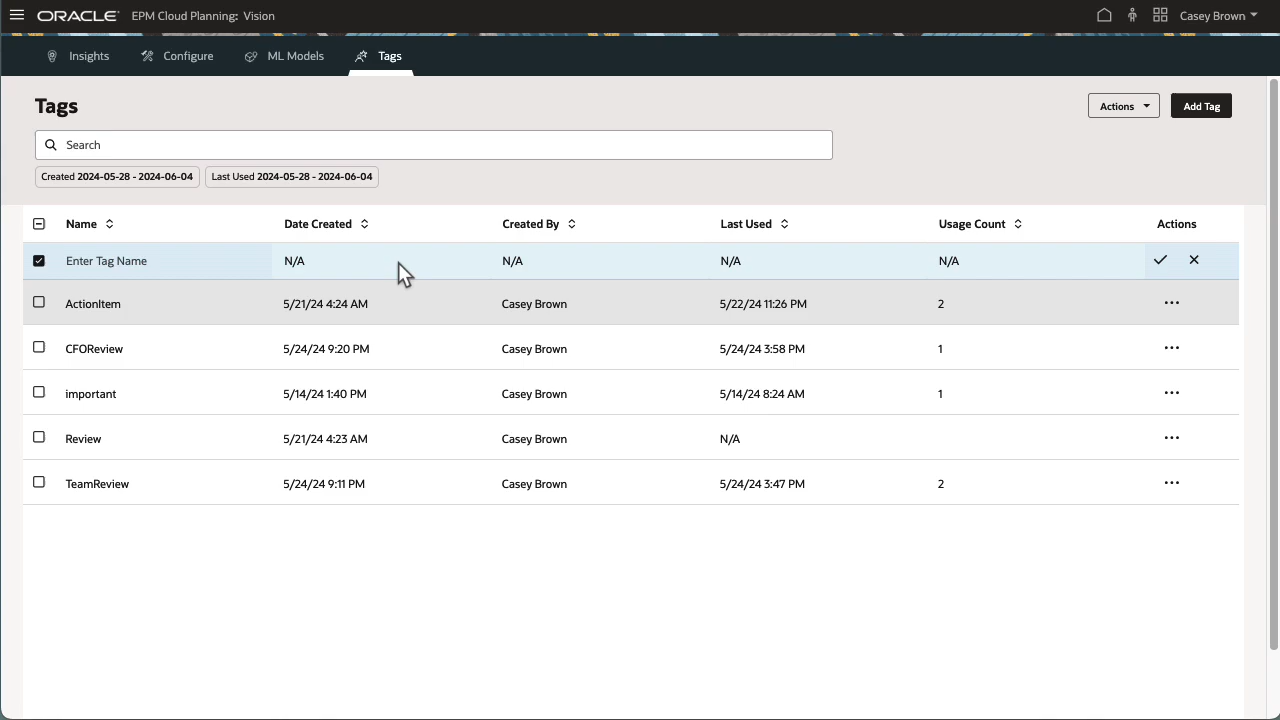 ORACLE EPM Cloud Planning: Vision Casey Brown
Insights Configure ML Models Tags
Tags
Actions Add Tag
Search
Created 2024-05-28 - 2024-06-04 Last Used 2024-05-28 - 2024-06-04
Name Date Created Created By Last Used Usage Count Actions
Enter Tag Name N/A N/A N/A N/A
ActionItem 5/21/24 4:24 AM Casey Brown 5/22/24 11:26 PM 2
CFOReview 5/24/24 9:20 PM Casey Brown 5/24/24 3:58 PM 1
important 5/14/24 1:40 PM Casey Brown 5/14/24 8:24 AM 1
Review 5/21/24 4:23 AM Casey Brown N/A
TeamReview 5/24/24 9:11 PM Casey Brown 5/24/24 3:47 PM 2